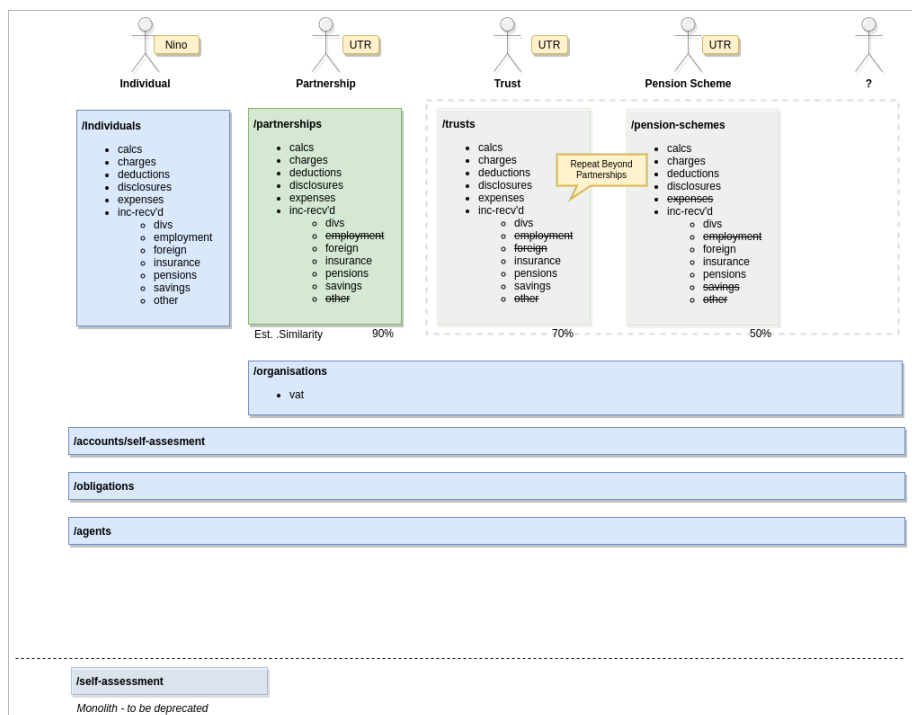 Nino
UTR
UTR
UTR
Individual
Partnership
Trust
Pension Scheme
?
/Individuals
calcs
charges
deductions
disclosures
expenses
inc-recv'd
divs
employment
foreign
insurance
pensions
savings
other
/partnerships
calcs
charges
deductions
disclosures
expenses
inc-recv'd
divs
employment
foreign
insurance
pensions
savings
other
/trusts
calcs
charges
deductions
disclosures
expenses
inc-recv'd
divs
employment
foreign
insurance
pensions
savings
other
Repeat Beyond
Partnerships
/pension-schemes
calcs
charges
deductions
disclosures
expenses
inc-recv'd
divs
employment
foreign
insurance
pensions
savings
other
Est. .Similarity
90%
70%
50%
/organisations
vat
/accounts/self-assesment
/obligations
/agents
/self-assessment
Monolith - to be deprecated